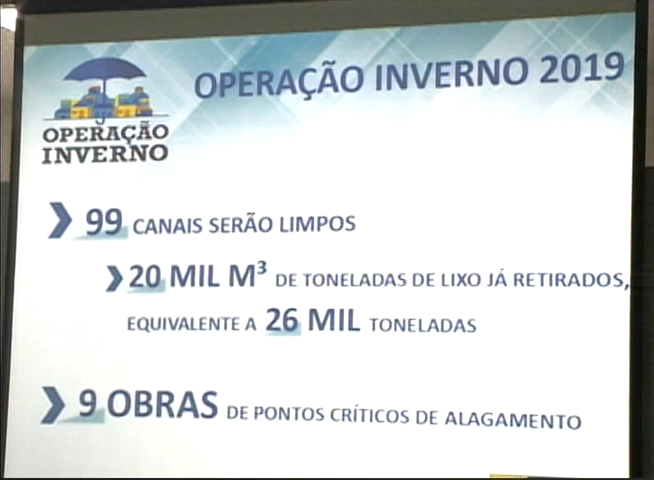 OPERAÇÃO INVERNO 2019
OPERAÇÃO
INVERNO
99 CANAIS SERÃO LIMPOS
20 MIL M³ DE TONELADAS DE LIXO JÁ RETIRADOS,
EQUIVALENTE A 26 MIL TONELADAS
9 OBRAS DE PONTOS CRÍTICOS DE ALAGAMENTO